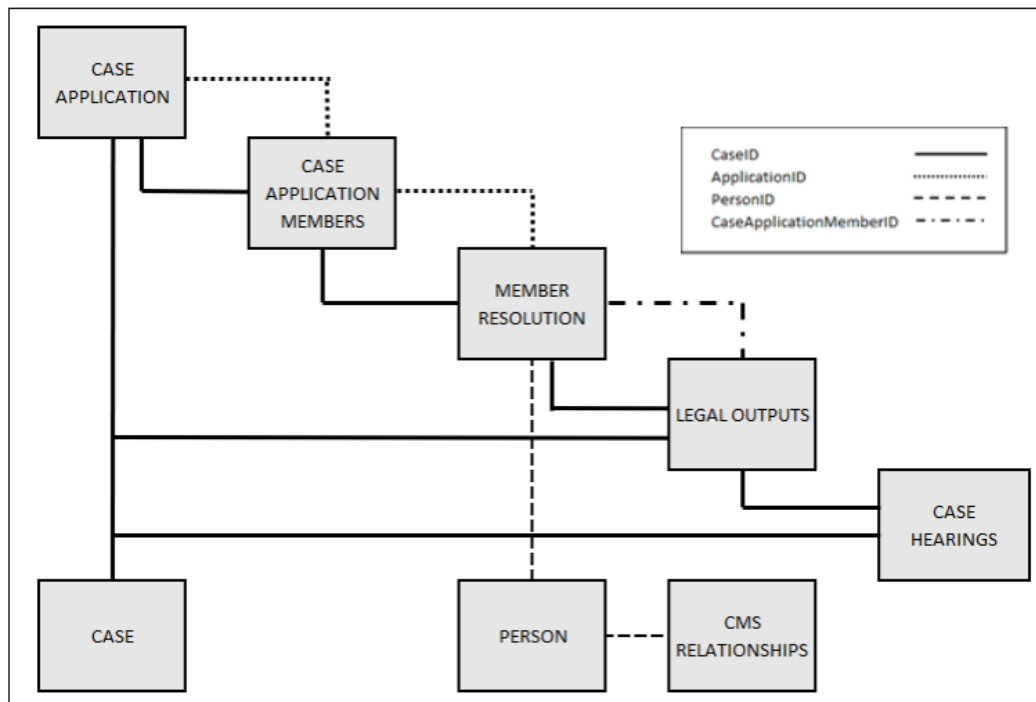 CASE
APPLICATION
CASE
APPLICATION
MEMBERS
CaseID
ApplicationID
PersonID
CaseApplicationMemberID
MEMBER
RESOLUTION
LEGAL OUTPUTS
CASE
HEARINGS
CASE
PERSON
CMS
RELATIONSHIPS